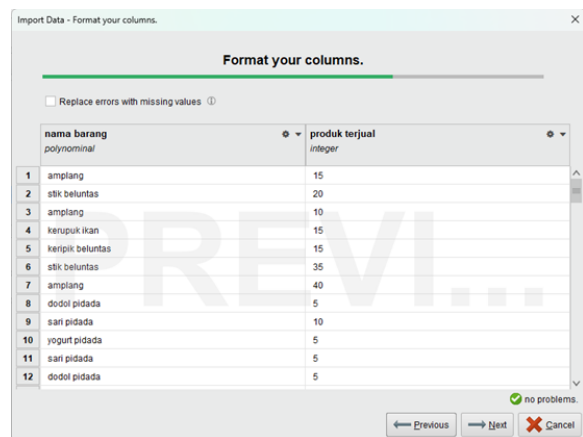 Import Data - Format your columns.
Format your columns.
Replace errors with missing values
nama barang produk terjual
polynominal integer
1 amplang 15
2 stik beluntas 20
3 amplang 10
4 kerupuk ikan 15
5 keripik beluntas 15
6 stik beluntas 35
7 amplang 40
8 dodol pidada 5
9 sari pidada 10
10 yogurt pidada 5
11 sari pidada 5
12 dodol pidada 5
PREVI...
no problems.
Previous Next Cancel